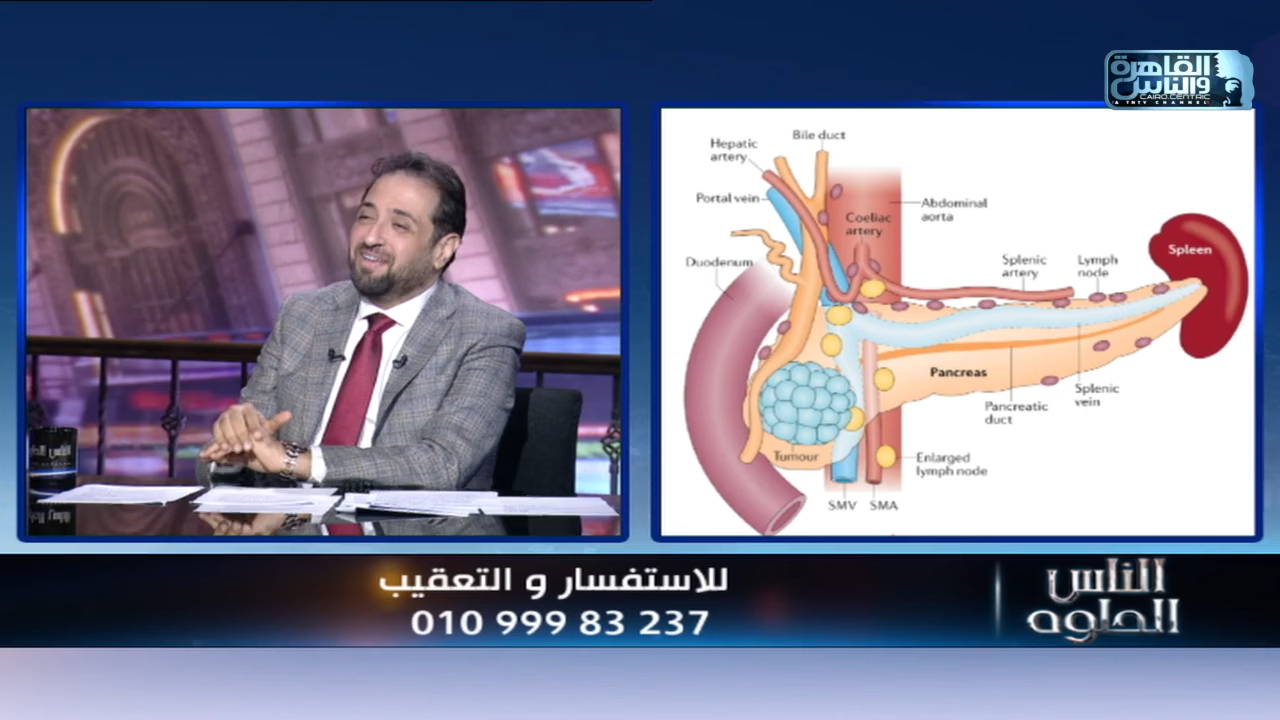 القاهرة
والناس
CAIRO.CENTRIC
A TNTV CHANNEL
Bile duct
Hepatic
artery
Portal vein
Abdominal
aorta
Coeliac
artery
Duodenum
Splenic
artery
Lymph
node
Spleen
Pancreas
Pancreatic
duct
Splenic
vein
Tumour
Enlarged
lymph node
SMV
SMA
للاستفسار و التعقيب
010 999 83 237
الناس
الحلوه